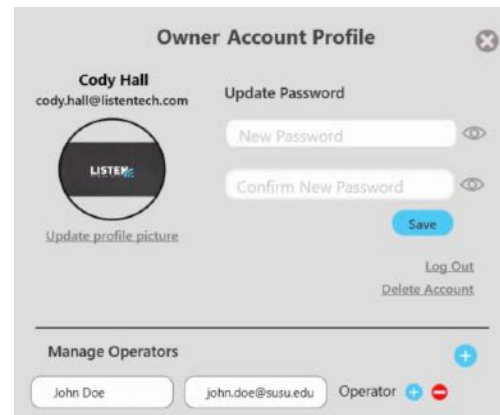 Owner Account Profile
Cody Hall
cody.hall@listentech.com
Update Password
New Password
LISTEN
Confirm New Password
Save
Update profile picture
Log Out
Delete Account
Manage Operators
John Doe john.doe@susu.edu Operator